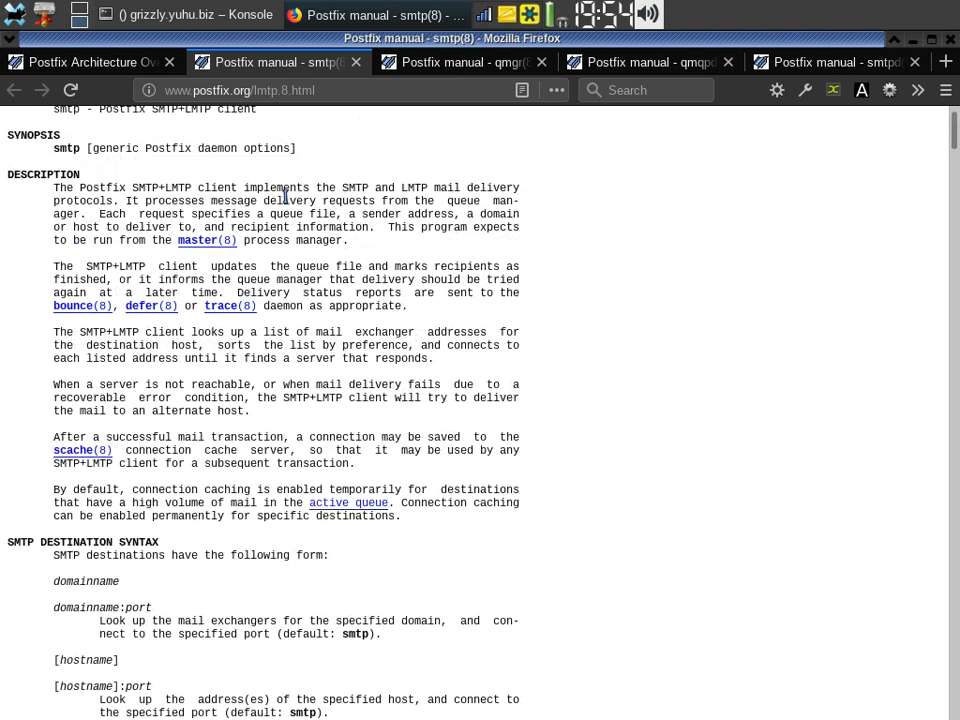 () grizzly.yuhu.biz - Konsole
Postfix manual - smtp(8) - ...
19:54
Postfix manual - smtp(8) - Mozilla Firefox
Postfix Architecture Ov
Postfix manual - smtp(8
Postfix manual - qmgr(8
Postfix manual - qmqpd
Postfix manual - smtpd(
www.postfix.org/lmtp.8.html
Search
A
smtp - Postfix SMTP+LMTP client
SYNOPSIS
smtp [generic Postfix daemon options]
DESCRIPTION
The Postfix SMTP+LMTP client implements the SMTP and LMTP mail delivery
protocols. It processes message delivery requests from the queue man-
ager. Each request specifies a queue file, a sender address, a domain
or host to deliver to, and recipient information. This program expects
to be run from the master(8) process manager.
The SMTP+LMTP client updates the queue file and marks recipients as
finished, or it informs the queue manager that delivery should be tried
again at a later time. Delivery status reports are sent to the
bounce(8), defer(8) or trace(8) daemon as appropriate.
The SMTP+LMTP client looks up a list of mail exchanger addresses for
the destination host, sorts the list by preference, and connects to
each listed address until it finds a server that responds.
When a server is not reachable, or when mail delivery fails due to a
recoverable error condition, the SMTP+LMTP client will try to deliver
the mail to an alternate host.
After a successful mail transaction, a connection may be saved to the
scache(8) connection cache server, so that it may be used by any
SMTP+LMTP client for a subsequent transaction.
By default, connection caching is enabled temporarily for destinations
that have a high volume of mail in the active queue. Connection caching
can be enabled permanently for specific destinations.
SMTP DESTINATION SYNTAX
SMTP destinations have the following form:
domainname
domainname:port
Look up the mail exchangers for the specified domain, and con-
nect to the specified port (default: smtp).
[hostname]
[hostname]:port
Look up the address(es) of the specified host, and connect to
the specified port (default: smtp).